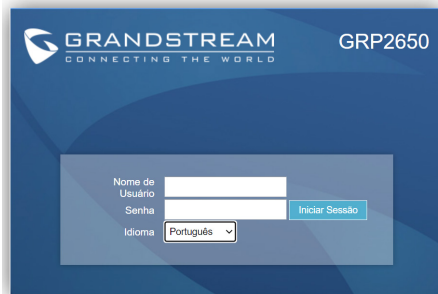 GRANDSTREAM
CONNECTING THE WORLD
GRP2650
Nome de
Usuário
Senha
Iniciar Sessão
Idioma
Português